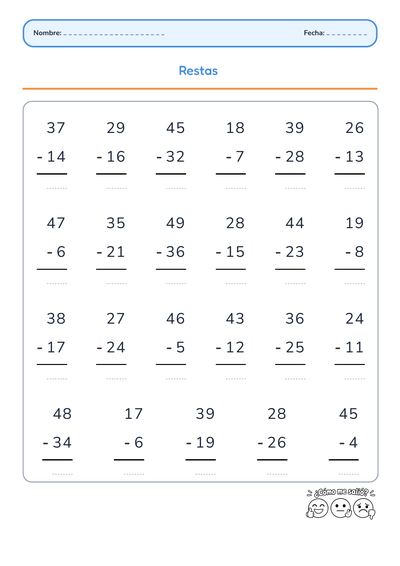 Nombre: Fecha:
Restas
37 29 45 18 39 26
- 14 - 16 - 32 - 7 - 28 - 13
47 35 49 28 44 19
- 6 - 21 - 36 - 15 - 23 - 8
38 27 46 43 36 24
- 17 - 24 - 5 - 12 - 25 - 11
48 17 39 28 45
- 34 - 6 - 19 - 26 - 4
¿Cómo me salió?